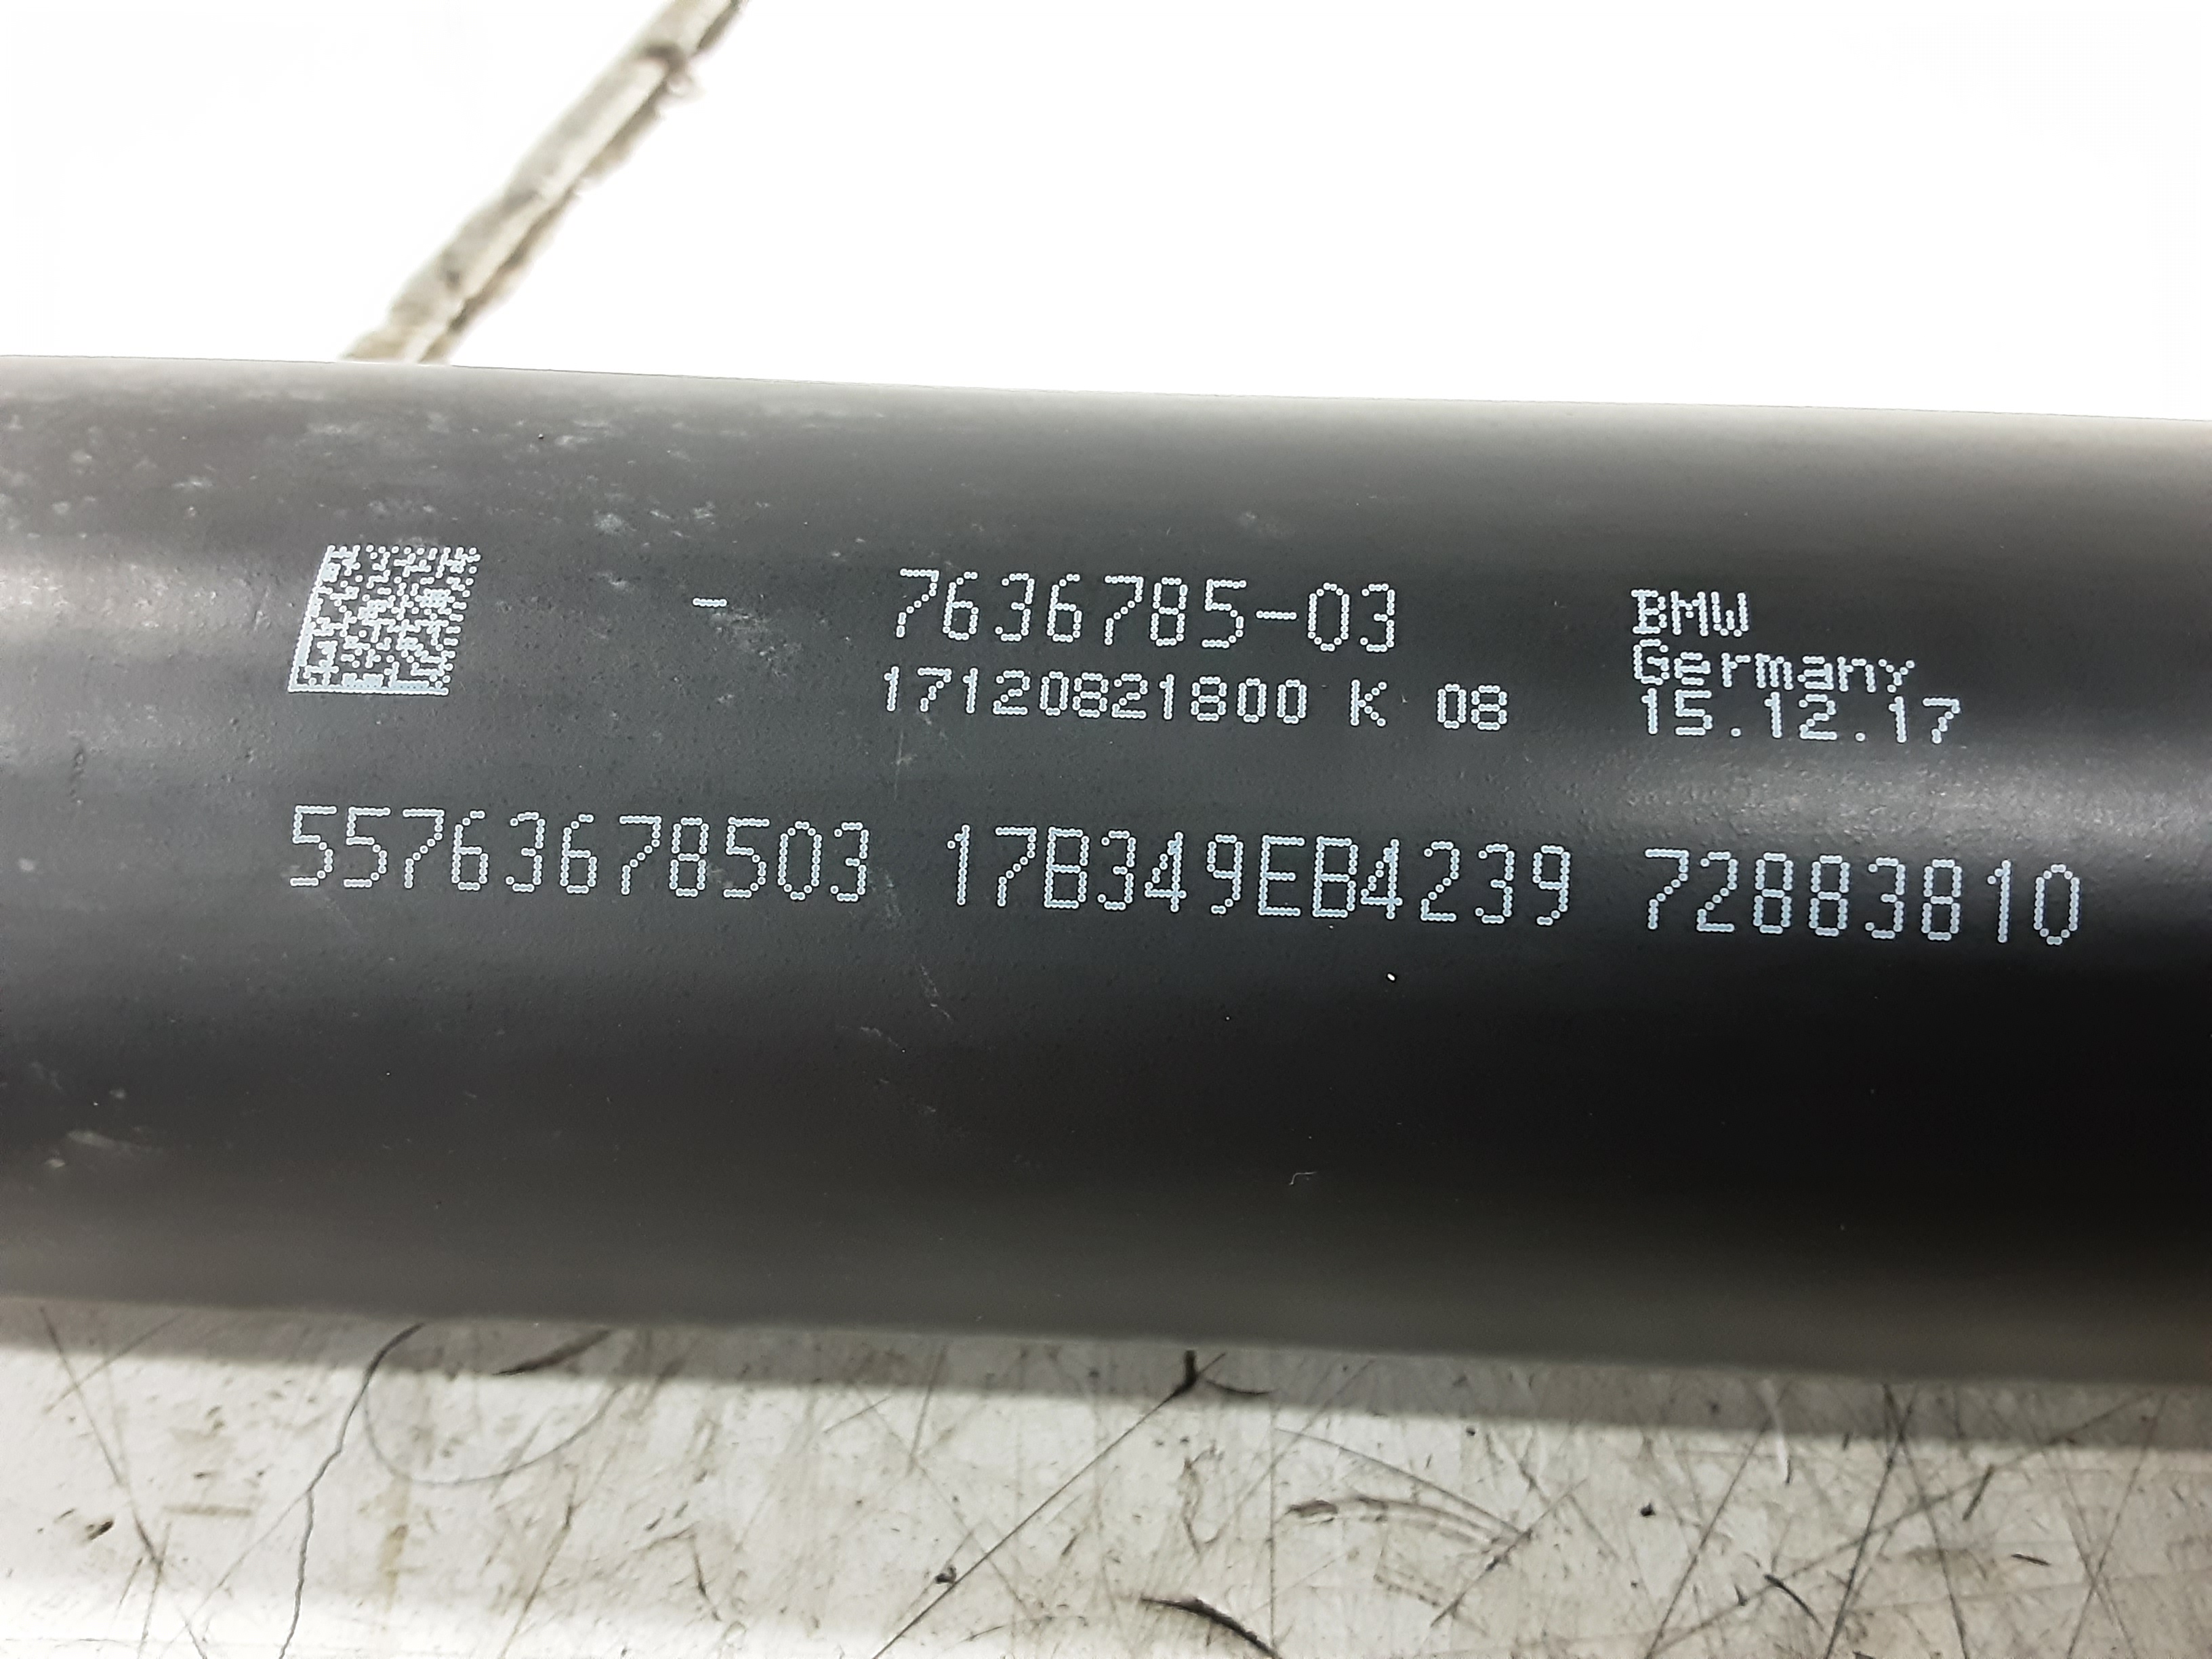 - 7636785-03
17120821800 K 08
BMW
Germany
15.12.17
55763678503 17B349EB4239 72883810